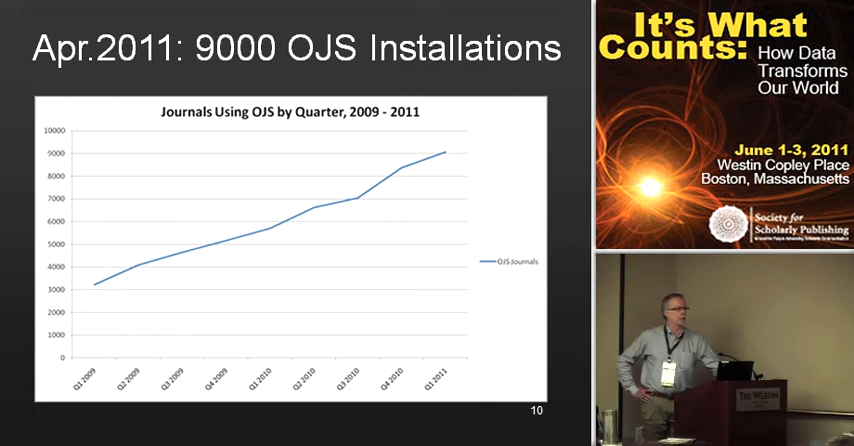 Apr.2011: 9000 OJS Installations
Journals Using OJS by Quarter, 2009 - 2011
10000
9000
8000
7000
6000
5000
4000
3000
2000
1000
0
Q1 2009
Q2 2009
Q3 2009
Q4 2009
Q1 2010
Q2 2010
Q3 2010
Q4 2010
Q1 2011
OJS Journals
10
It's What
Counts: How Data
Transforms
Our World
June 1-3, 2011
Westin Copley Place
Boston, Massachusetts
Society for
Scholarly Publishing
THE WESTIN